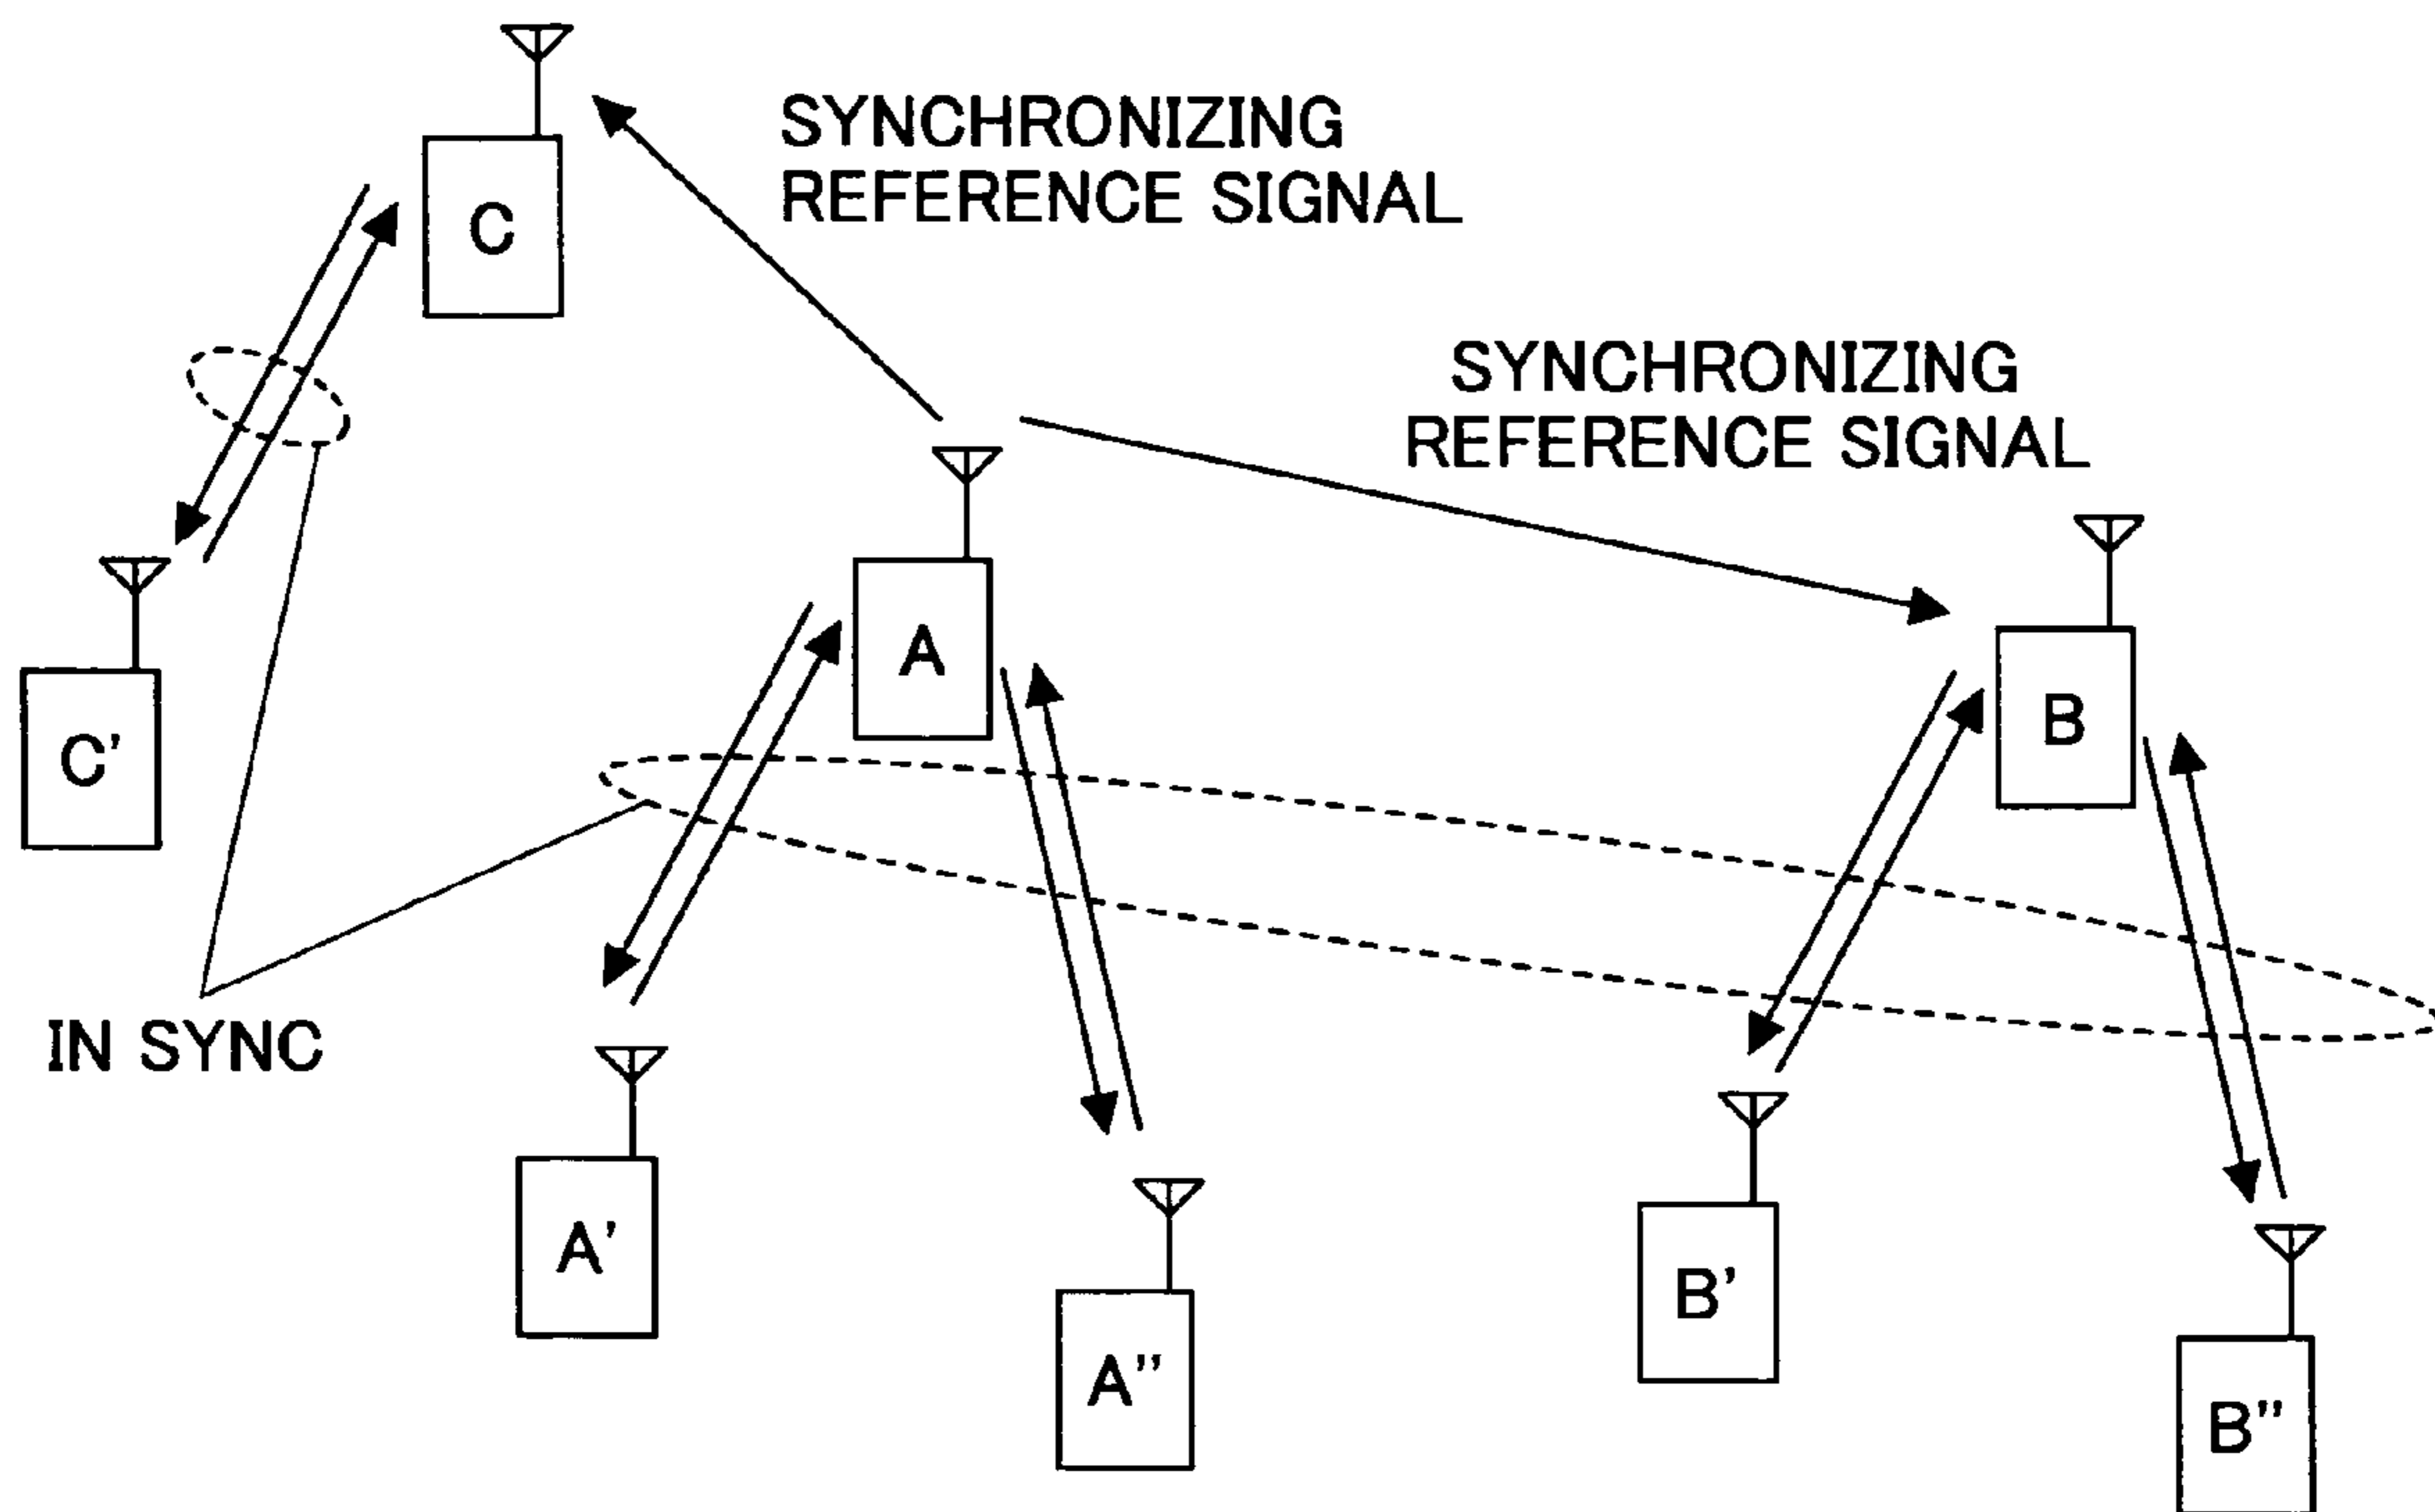 SYNCHRONIZING
REFERENCE SIGNAL
C
SYNCHRONIZING
REFERENCE SIGNAL
A
B
C'
IN SYNC
A'
B'
A"
B"